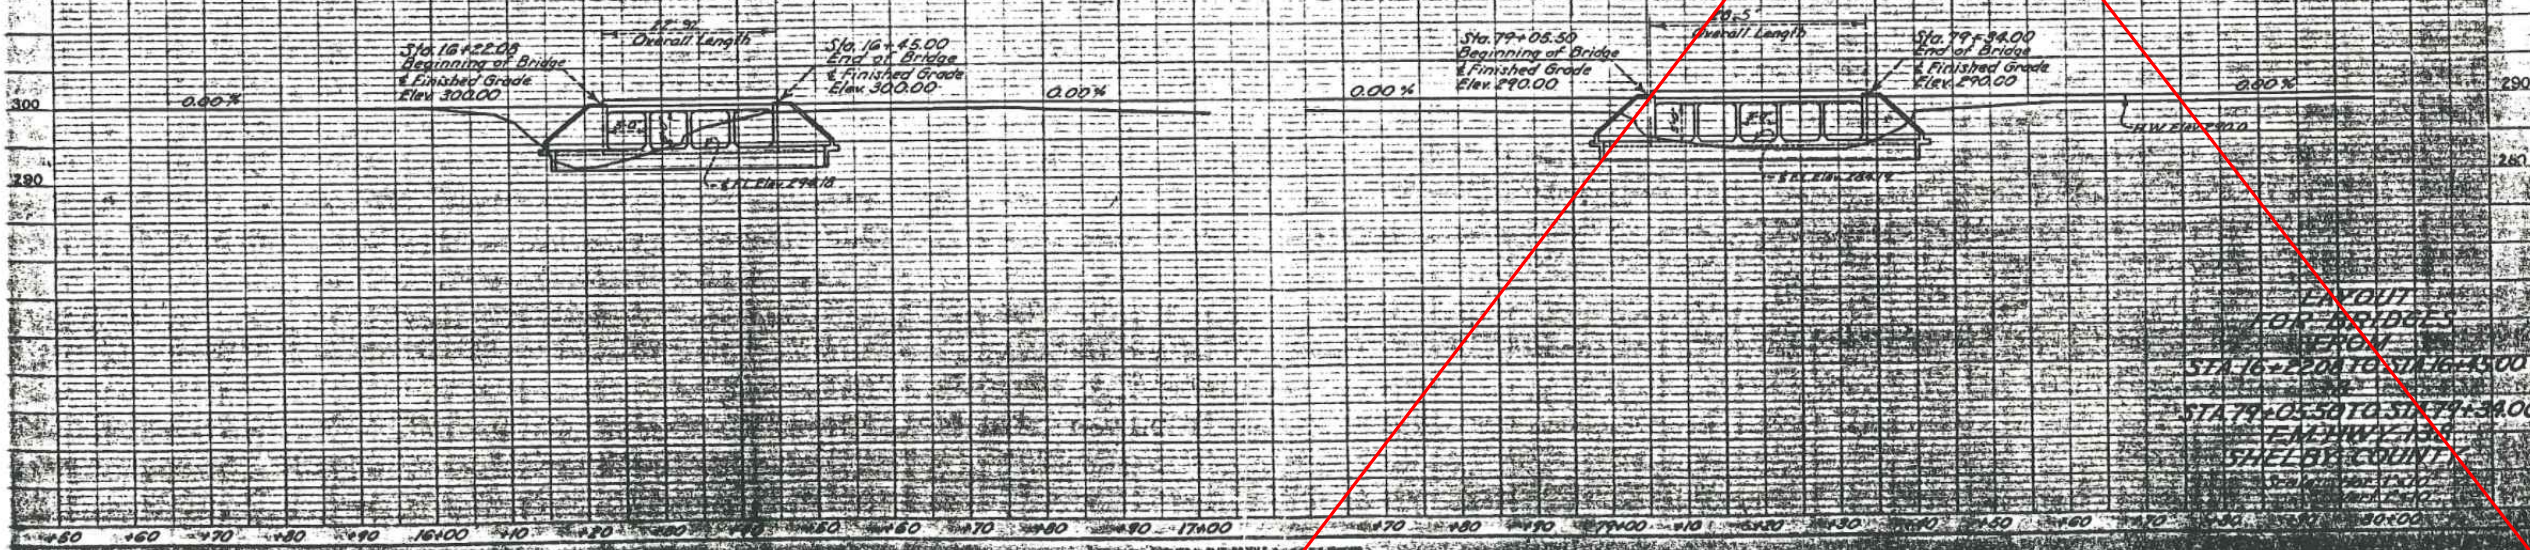 Overall Length
Sta. 16+22.08
Beginning of Bridge
₵ Finished Grade
Elev. 300.00
Sta. 16+45.00
End of Bridge
₵ Finished Grade
Elev. 300.00
300
0.00%
0.00%
290
Overall Length
Sta. 79+05.50
Beginning of Bridge
₵ Finished Grade
Elev. 290.00
Sta. 79+34.00
End of Bridge
₵ Finished Grade
Elev. 290.00
0.00%
0.00%
290
H.W. Elev. 290.0
280
LAYOUT
FOR BRIDGES
FROM
STA.16+22.08 TO STA.16+45.00
STA.79+05.50 TO STA.79+34.00
SHELBY COUNTY
+60 +70 +80 +90 16+00 +10 +20 +30 +40 +50 +60 +70 +80 +90 17+00
+70 +80 +90 79+00 +10 +20 +30 +40 +50 +60 +70 +80 +90 80+00